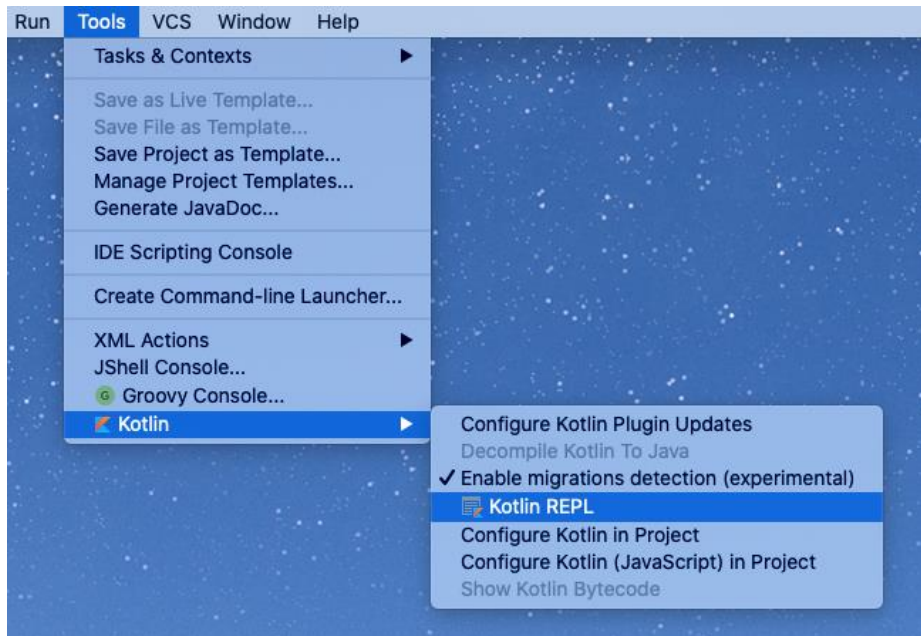 Run Tools VCS Window Help
Tasks & Contexts
Save as Live Template...
Save File as Template...
Save Project as Template...
Manage Project Templates...
Generate JavaDoc...
IDE Scripting Console
Create Command-line Launcher...
XML Actions
JShell Console...
G Groovy Console...
Kotlin
Configure Kotlin Plugin Updates
Decompile Kotlin To Java
Enable migrations detection (experimental)
Kotlin REPL
Configure Kotlin in Project
Configure Kotlin (JavaScript) in Project
Show Kotlin Bytecode